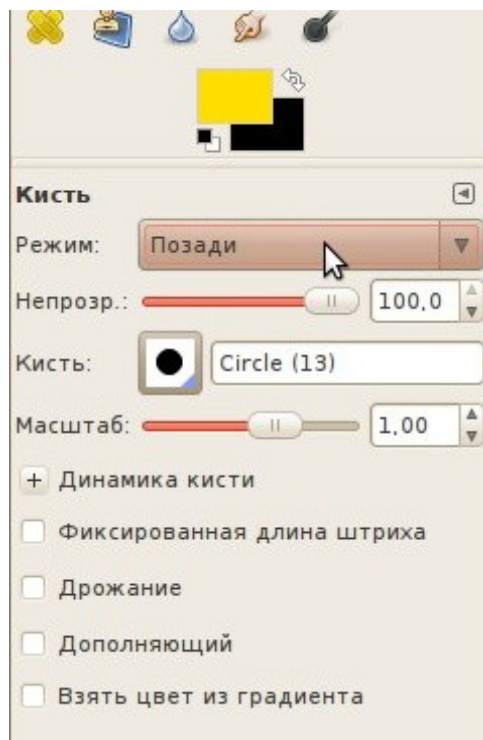 Кисть
Режим: Позади
Непрозр.: 100,0
Кисть: Circle (13)
Масштаб: 1,00
Динамика кисти
Фиксированная длина штриха
Дрожание
Дополняющий
Взять цвет из градиента